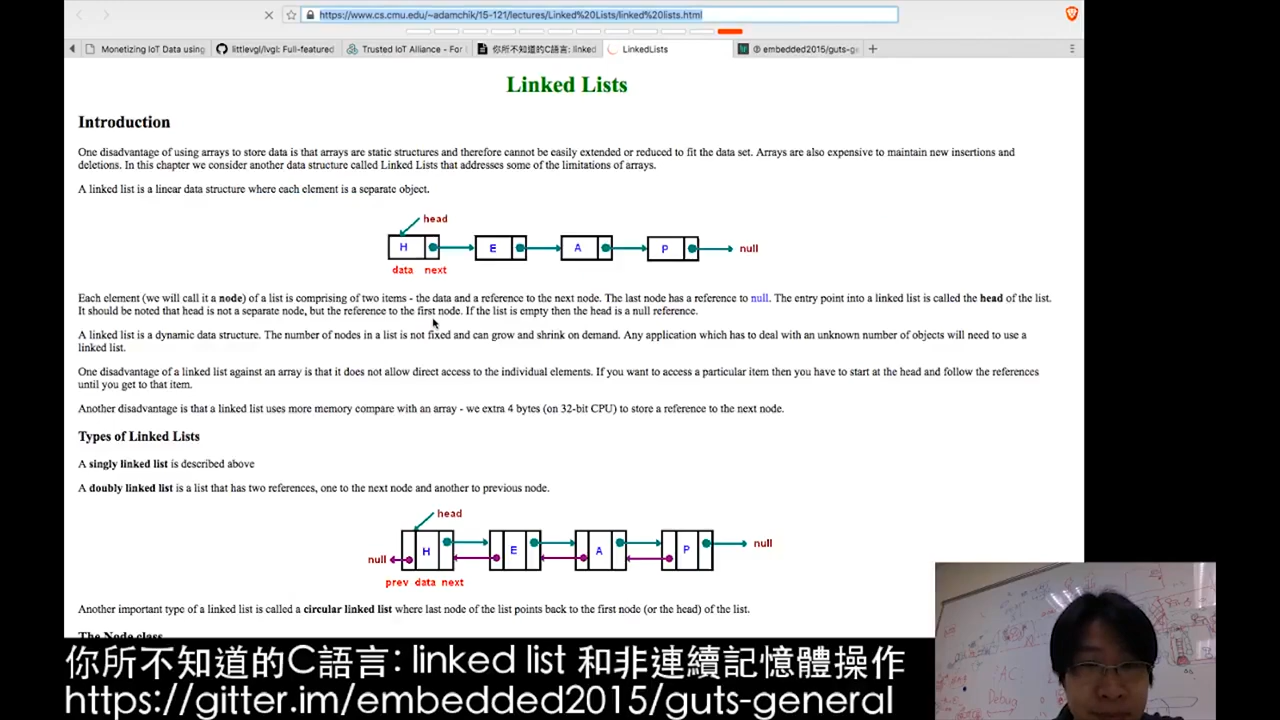 https://www.cs.cmu.edu/~adamchik/15-121/lectures/Linked%20Lists/linked%20lists.html
Monetizing IoT Data using
littlevgl/lvgl: Full-featured
Trusted IoT Alliance - For
你所不知道的C語言: linked
LinkedLists
embedded2015/guts-ge
Linked Lists
Introduction
One disadvantage of using arrays to store data is that arrays are static structures and therefore cannot be easily extended or reduced to fit the data set. Arrays are also expensive to maintain new insertions and
deletions. In this chapter we consider another data structure called Linked Lists that addresses some of the limitations of arrays.
A linked list is a linear data structure where each element is a separate object.
head
H E A P null
data next
Each element (we will call it a node) of a list is comprising of two items - the data and a reference to the next node. The last node has a reference to null. The entry point into a linked list is called the head of the list.
It should be noted that head is not a separate node, but the reference to the first node. If the list is empty then the head is a null reference.
A linked list is a dynamic data structure. The number of nodes in a list is not fixed and can grow and shrink on demand. Any application which has to deal with an unknown number of objects will need to use a
linked list.
One disadvantage of a linked list against an array is that it does not allow direct access to the individual elements. If you want to access a particular item then you have to start at the head and follow the references
until you get to that item.
Another disadvantage is that a linked list uses more memory compare with an array - we extra 4 bytes (on 32-bit CPU) to store a reference to the next node.
Types of Linked Lists
A singly linked list is described above
A doubly linked list is a list that has two references, one to the next node and another to previous node.
head
null H E A P null
prev data next
Another important type of a linked list is called a circular linked list where last node of the list points back to the first node (or the head) of the list.
The Node class
Debug
你所不知道的C語言: linked list 和非連續記憶體操作
https://gitter.im/embedded2015/guts-general